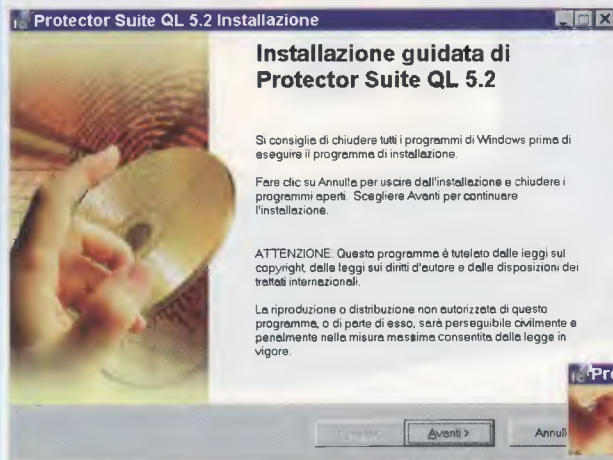 Protector Suite QL 5.2 Installazione
Installazione guidata di
Protector Suite QL 5.2
Si consiglia di chiudere tutti i programmi di Windows prima di
eseguire il programma di installazione.
Fare clic su Annulla per uscire dall'installazione e chiudere i
programmi aperti. Scegliere Avanti per continuare
l'installazione.
ATTENZIONE: Questo programma è tutelato dalle leggi sul
copyright, dalle leggi sui diritti d'autore e dalle disposizioni dei
trattati internazionali.
La riproduzione o distribuzione non autorizzata di questo
programma, o di parte di esso, sarà perseguibile civilmente e
penalmente nella misura massima consentita dalla legge in
vigore.
Avanti >
Annull
Pro